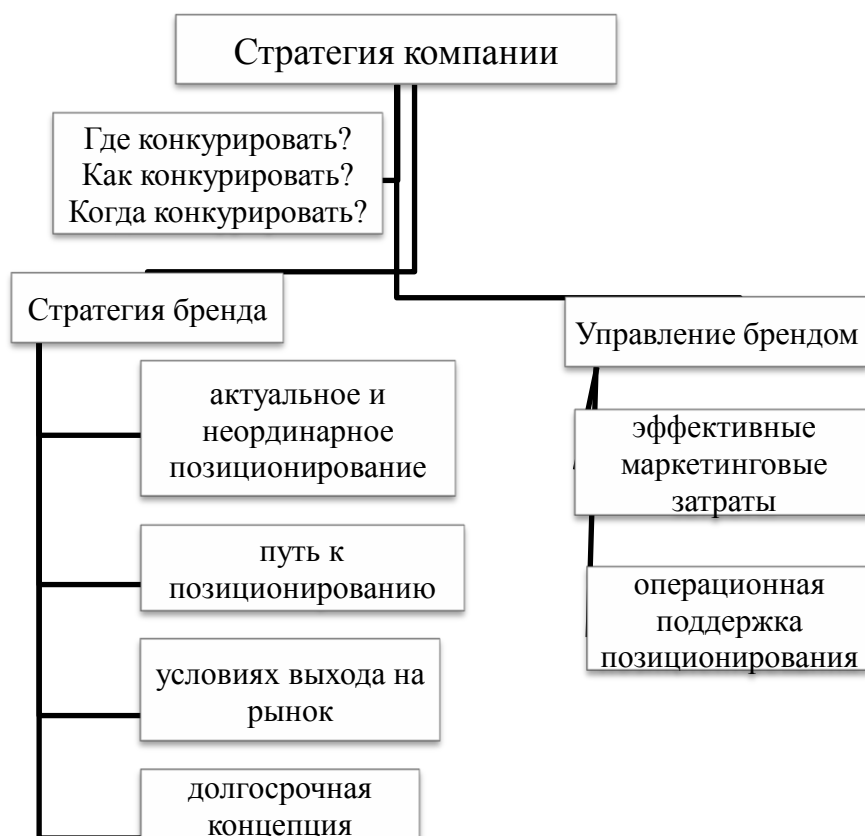 Стратегия компании
Где конкурировать?
Как конкурировать?
Когда конкурировать?
Стратегия бренда
актуальное и
неординарное
позиционирование
путь к
позиционированию
условиях выхода на
рынок
долгосрочная
концепция
Управление брендом
эффективные
маркетинговые
затраты
операционная
поддержка
позиционирования